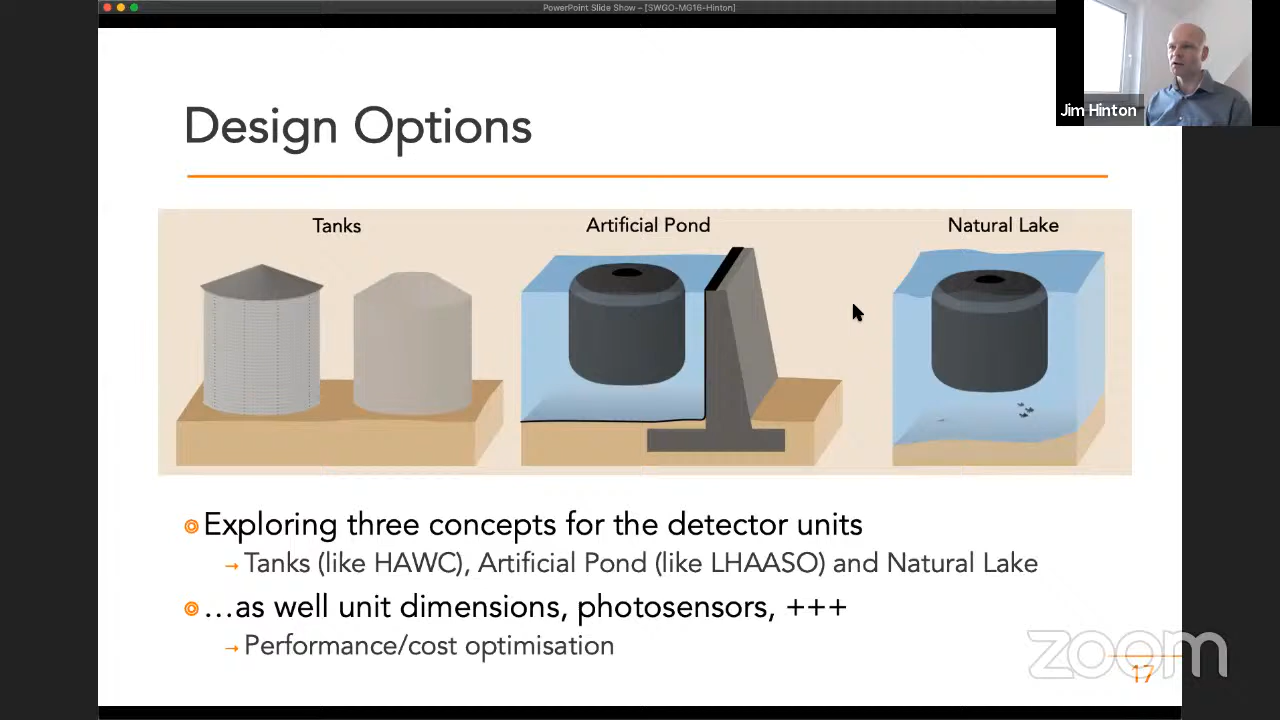 PowerPoint Slide Show – [SWGO-MG16-Hinton]
Jim Hinton
Design Options
Tanks
Artificial Pond
Natural Lake
Exploring three concepts for the detector units
→ Tanks (like HAWC), Artificial Pond (like LHAASO) and Natural Lake
…as well unit dimensions, photosensors, +++
→ Performance/cost optimisation
zoom
17